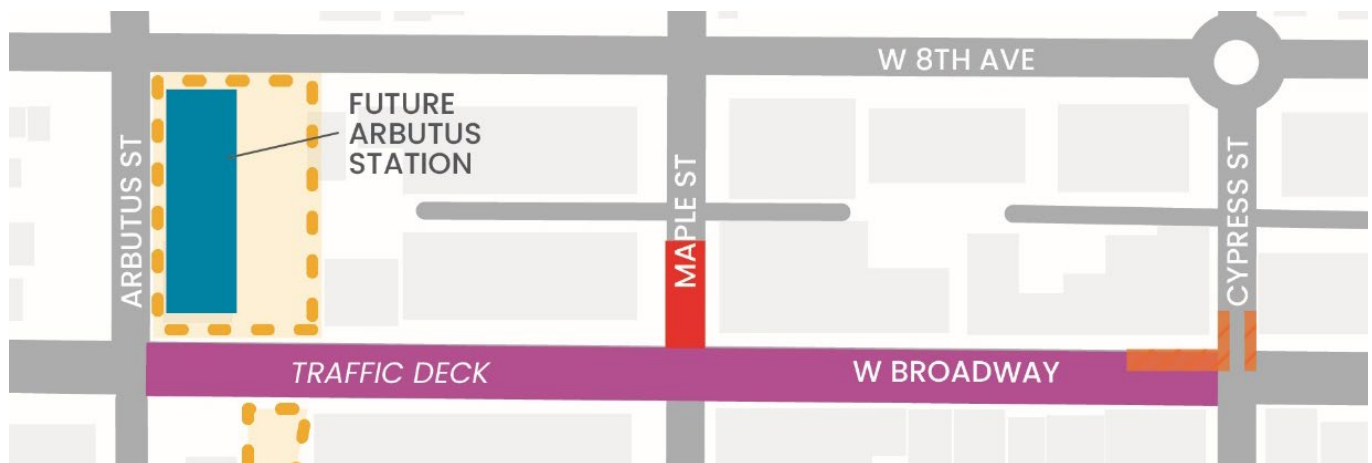 W 8TH AVE
FUTURE
ARBUTUS
STATION
ARBUTUS ST
MAPLE ST
CYPRESS ST
TRAFFIC DECK
W BROADWAY